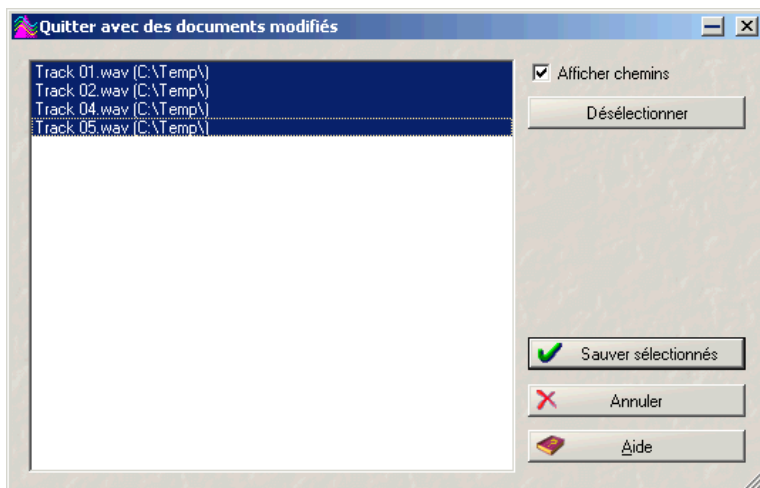 Quitter avec des documents modifiés
Track 01.wav (C:\Temp\)
Track 02.wav (C:\Temp\)
Track 04.wav (C:\Temp\)
Track 05.wav (C:\Temp\)
Afficher chemins
Désélectionner
Sauver sélectionnés
Annuler
Aide